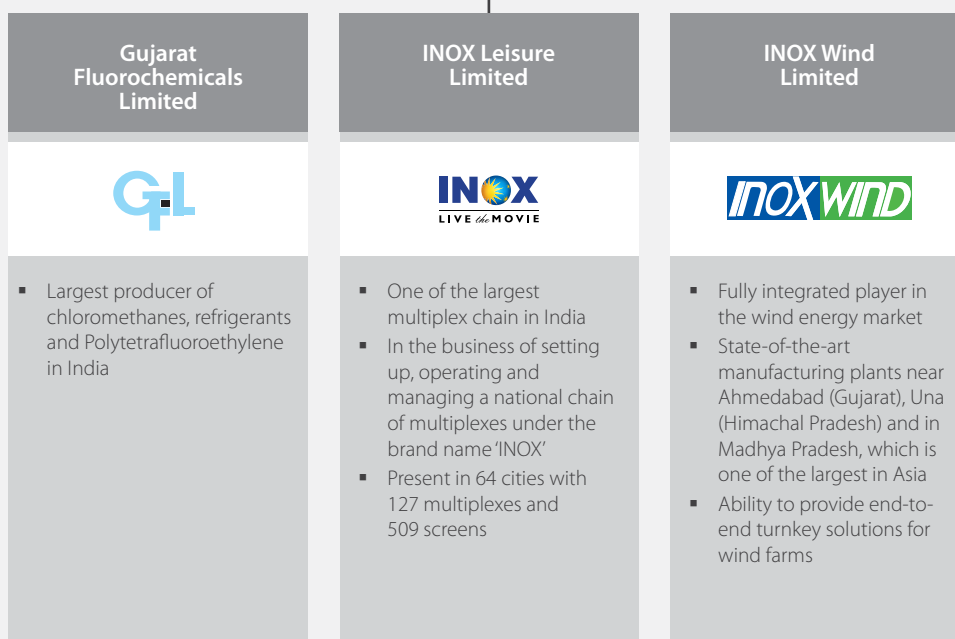 Gujarat
Fluorochemicals
Limited
GFL
Largest producer of
chloromethanes, refrigerants
and Polytetrafluoroethylene
in India
INOX Leisure
Limited
INOX
LIVE the MOVIE
One of the largest
multiplex chain in India
In the business of setting
up, operating and
managing a national chain
of multiplexes under the
brand name ‘INOX’
Present in 64 cities with
127 multiplexes and
509 screens
INOX Wind
Limited
INOXWIND
Fully integrated player in
the wind energy market
State-of-the-art
manufacturing plants near
Ahmedabad (Gujarat), Una
(Himachal Pradesh) and in
Madhya Pradesh, which is
one of the largest in Asia
Ability to provide end-to-
end turnkey solutions for
wind farms